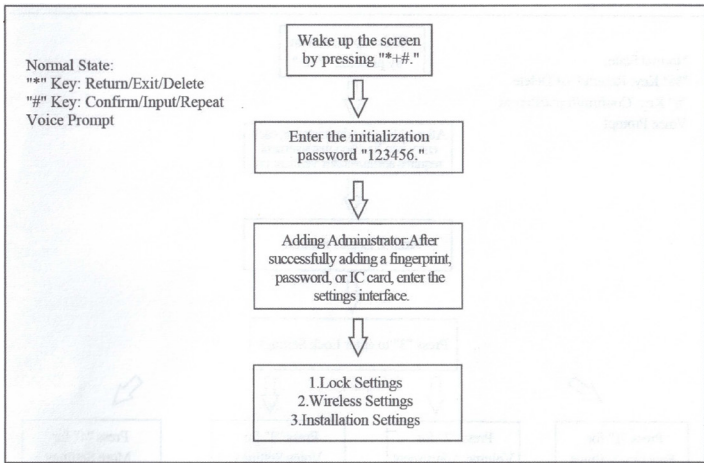 Wake up the screen
by pressing "*+#."
Normal State:
"*" Key: Return/Exit/Delete
"#" Key: Confirm/Input/Repeat
Voice Prompt
Enter the initialization
password "123456."
Adding Administrator:After
successfully adding a fingerprint,
password, or IC card, enter the
settings interface.
1.Lock Settings
2.Wireless Settings
3.Installation Settings